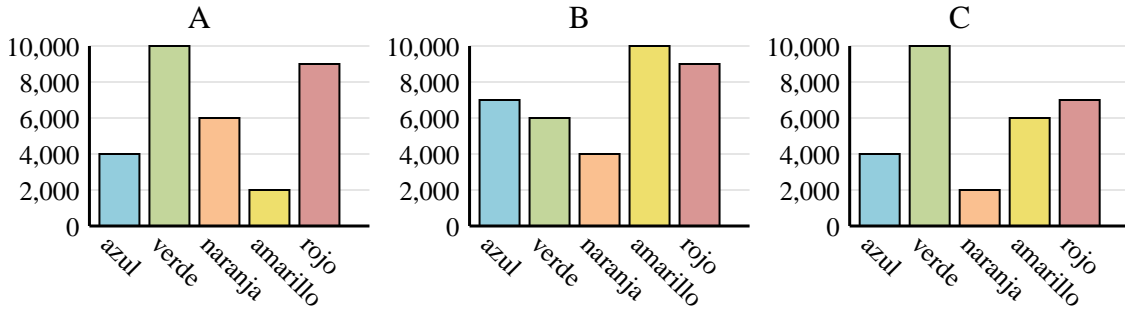 A
10,000
8,000
6,000
4,000
2,000
0
azul
verde
naranja
amarillo
rojo
B
10,000
8,000
6,000
4,000
2,000
0
azul
verde
naranja
amarillo
rojo
C
10,000
8,000
6,000
4,000
2,000
0
azul
verde
naranja
amarillo
rojo